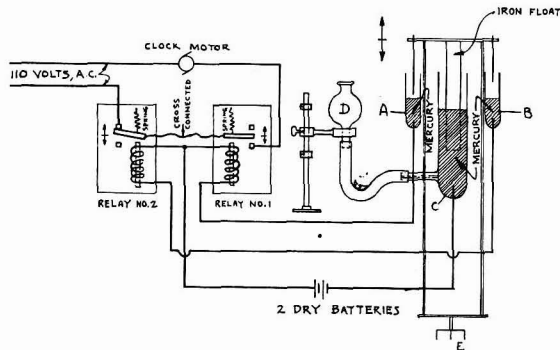 IRON FLOAT
CLOCK MOTOR
110 VOLTS, A.C.
SPRING
CROSS
CONNECTED
SPRING
D
A
MERCURY
MERCURY
B
C
RELAY NO.2
RELAY NO.1
2 DRY BATTERIES
E